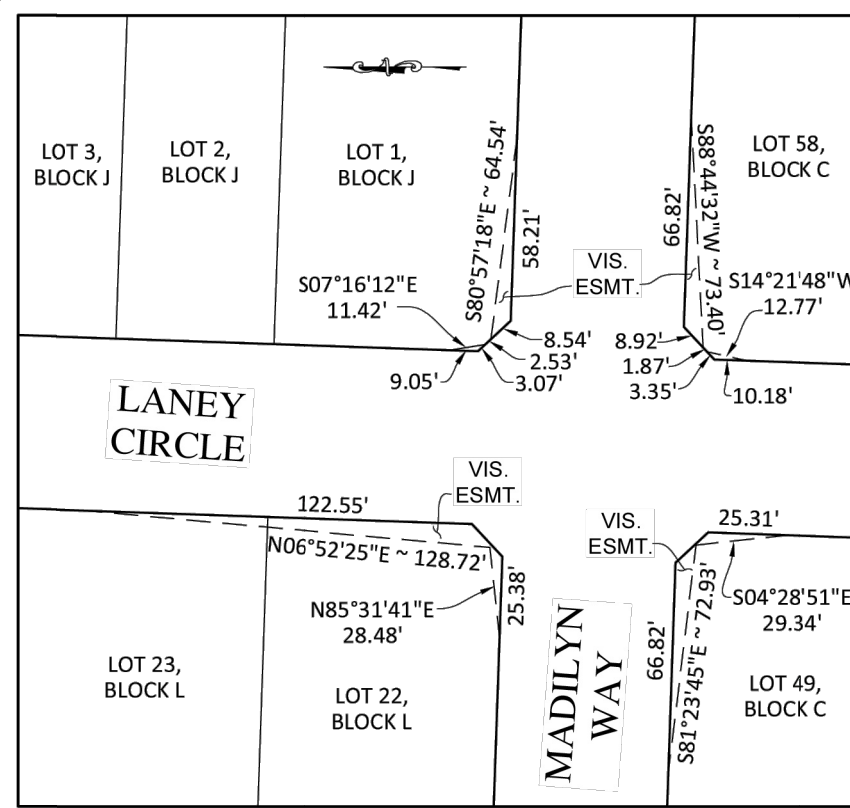 LOT 3,
BLOCK J
LOT 2,
BLOCK J
LOT 1,
BLOCK J
S80°57'18"E ~ 64.54'
58.21'
S07°16'12"E
11.42'
9.05'
8.54'
2.53'
3.07'
VIS.
ESMT.
66.82'
S88°44'32"W ~ 73.40'
LOT 58,
BLOCK C
S14°21'48"W
12.77'
8.92'
1.87'
3.35'
10.18'
LANEY
CIRCLE
122.55'
VIS.
ESMT.
N06°52'25"E ~ 128.72'
N85°31'41"E
28.48'
25.38'
LOT 23,
BLOCK L
LOT 22,
BLOCK L
MADILYN
WAY
VIS.
ESMT.
25.31'
66.82'
S81°23'45"E ~ 72.93'
S04°28'51"E
29.34'
LOT 49,
BLOCK C